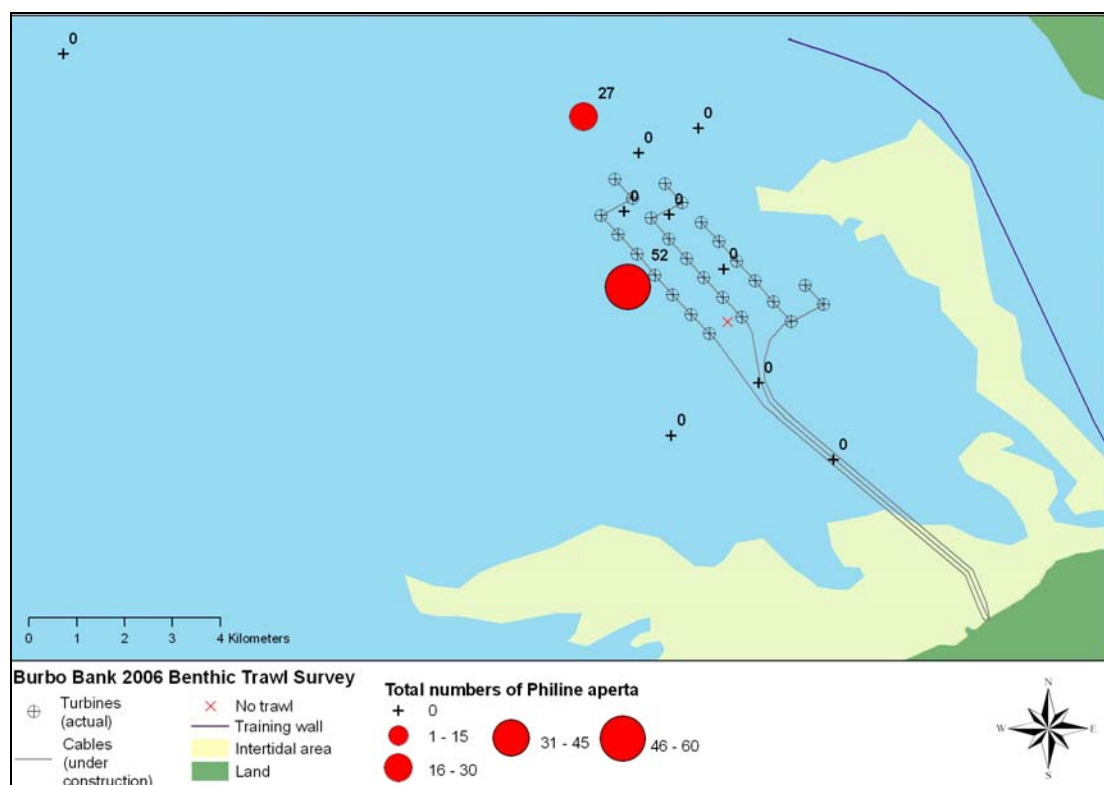 0
27
0
0
0
0
52
0
0
0
0
0 1 2 3 4 Kilometers
Burbo Bank 2006 Benthic Trawl Survey
Turbines
(actual)
Cables
(under
construction)
No trawl
Training wall
Intertidal area
Land
Total numbers of Philine aperta
0
1 - 15
16 - 30
31 - 45
46 - 60
N
W E
S